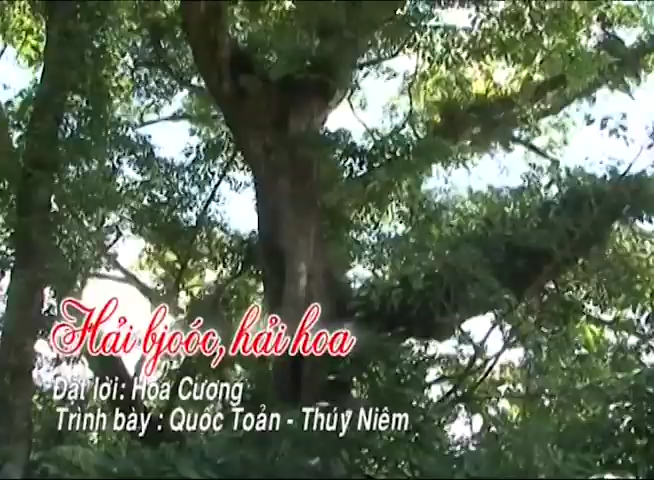 Hải bjoóc, hải hoa
Đặt lời: Hoa Cương
Trình bày : Quốc Toản - Thúy Niêm